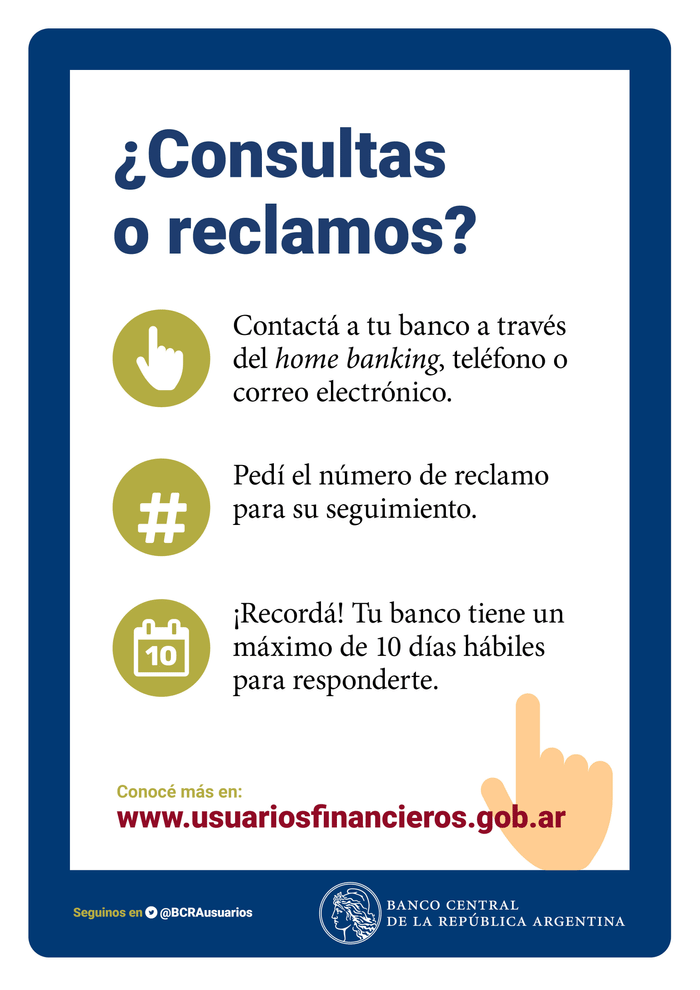 ¿Consultas
o reclamos?
Contactá a tu banco a través
del home banking, teléfono o
correo electrónico.
#
Pedí el número de reclamo
para su seguimiento.
10
¡Recordá! Tu banco tiene un
máximo de 10 días hábiles
para responderte.
Conocé más en:
www.usuariosfinancieros.gob.ar
Seguinos en @BCRAusuarios
BANCO CENTRAL
DE LA REPÚBLICA ARGENTINA